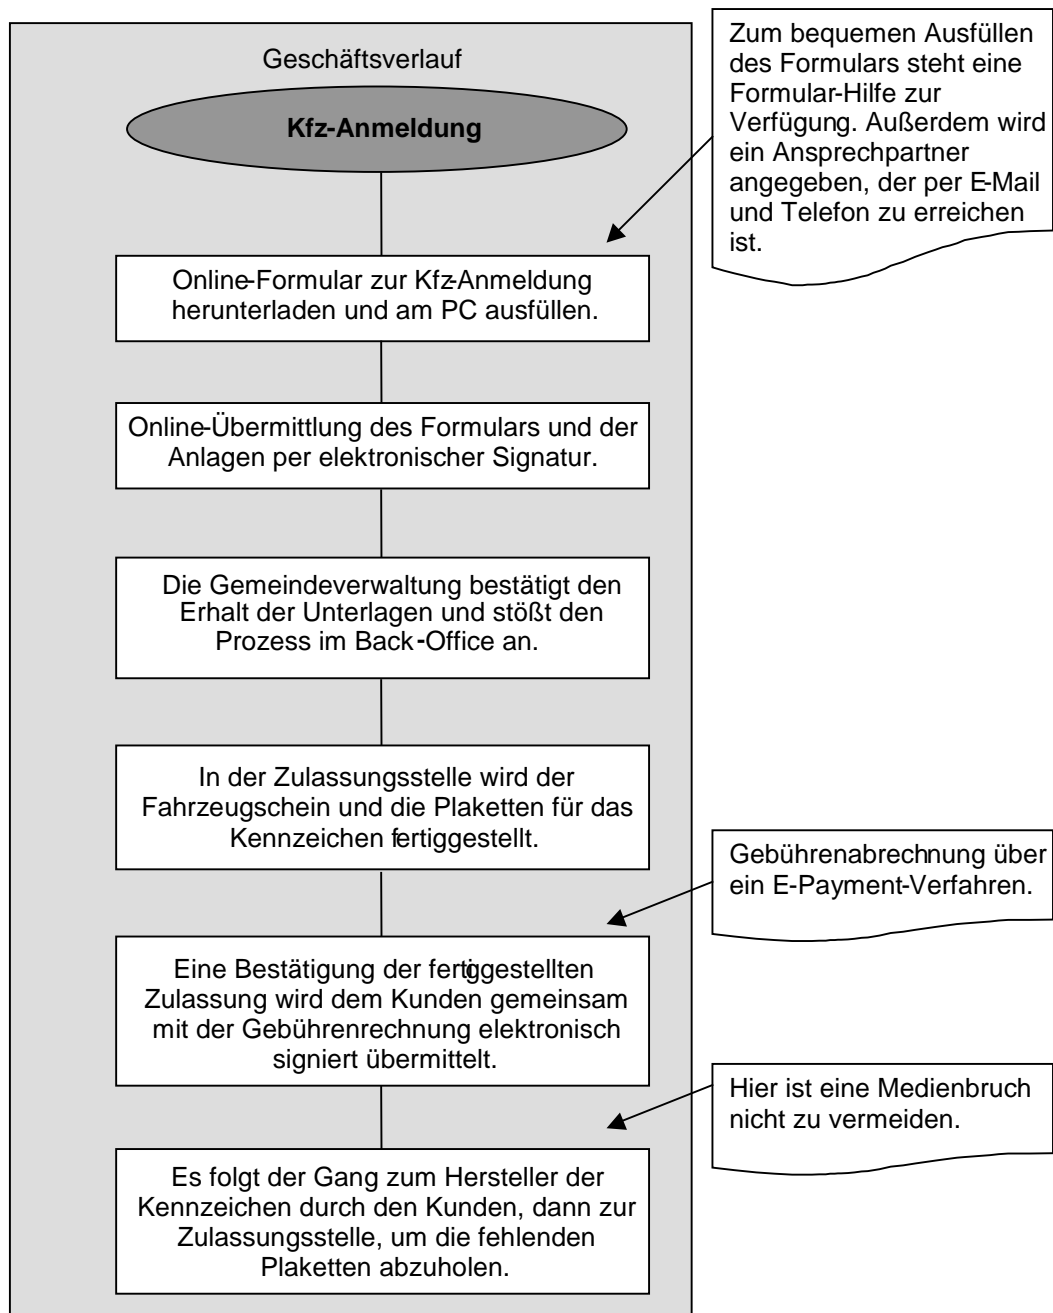 Geschäftsverlauf
Kfz-Anmeldung
Zum bequemen Ausfüllen
des Formulars steht eine
Formular-Hilfe zur
Verfügung. Außerdem wird
ein Ansprechpartner
angegeben, der per E-Mail
und Telefon zu erreichen
ist.
Online-Formular zur Kfz-Anmeldung
herunterladen und am PC ausfüllen.
Online-Übermittlung des Formulars und der
Anlagen per elektronischer Signatur.
Die Gemeindeverwaltung bestätigt den
Erhalt der Unterlagen und stößt den
Prozess im Back-Office an.
In der Zulassungsstelle wird der
Fahrzeugschein und die Plaketten für das
Kennzeichen fertiggestellt.
Gebührenabrechnung über
ein E-Payment-Verfahren.
Eine Bestätigung der fertiggestellten
Zulassung wird dem Kunden gemeinsam
mit der Gebührenrechnung elektronisch
signiert übermittelt.
Hier ist eine Medienbruch
nicht zu vermeiden.
Es folgt der Gang zum Hersteller der
Kennzeichen durch den Kunden, dann zur
Zulassungsstelle, um die fehlenden
Plaketten abzuholen.